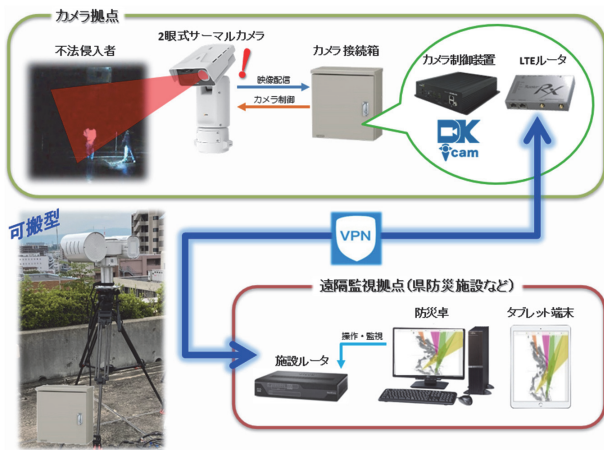 カメラ拠点
不法侵入者
2眼式サーマルカメラ
カメラ接続箱
カメラ制御装置
LTEルータ
映像配信
カメラ制御
DK
cam
可搬型
VPN
遠隔監視拠点（県防災施設など）
防災卓
タブレット端末
操作・監視
施設ルータ